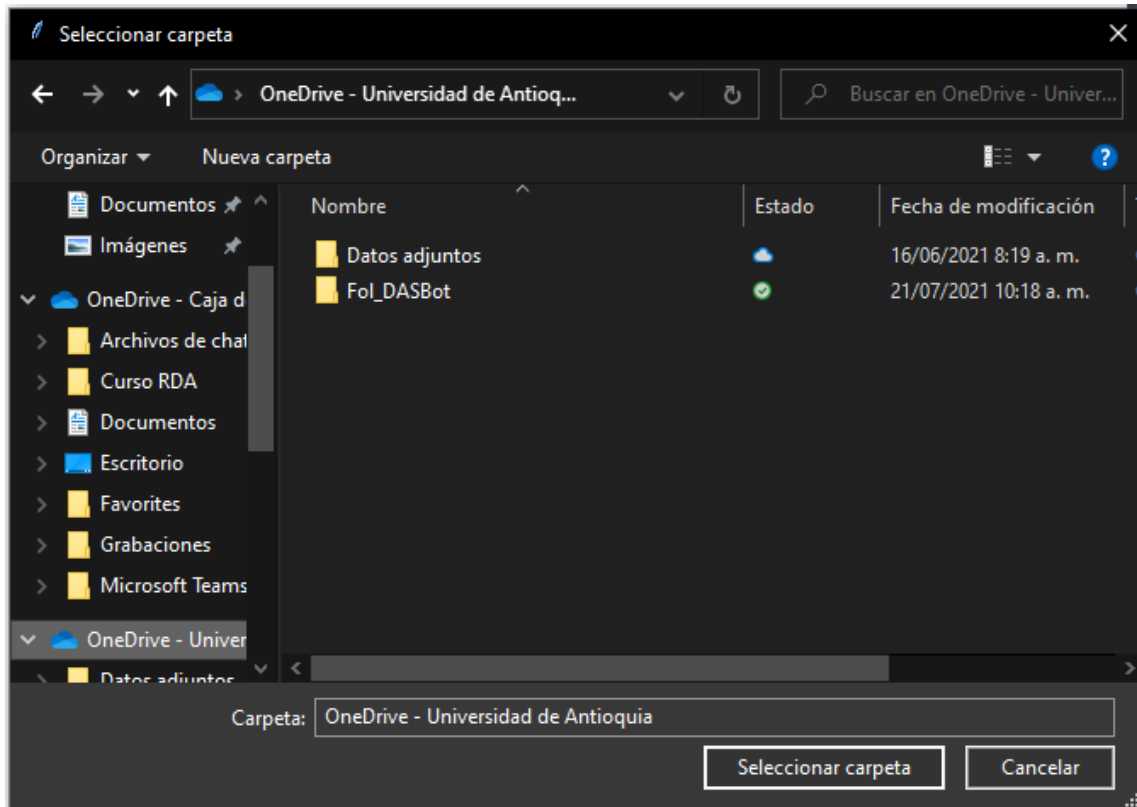 Seleccionar carpeta
OneDrive - Universidad de Antioq...
Buscar en OneDrive - Univer...
Organizar
Nueva carpeta
Documentos
Imágenes
OneDrive - Caja d
Archivos de chat
Curso RDA
Documentos
Escritorio
Favorites
Grabaciones
Microsoft Teams
OneDrive - Univer
Datos adjuntos
Nombre Estado Fecha de modificación
Datos adjuntos 16/06/2021 8:19 a. m.
Fol_DASBot 21/07/2021 10:18 a. m.
Carpeta: OneDrive - Universidad de Antioquia
Seleccionar carpeta Cancelar